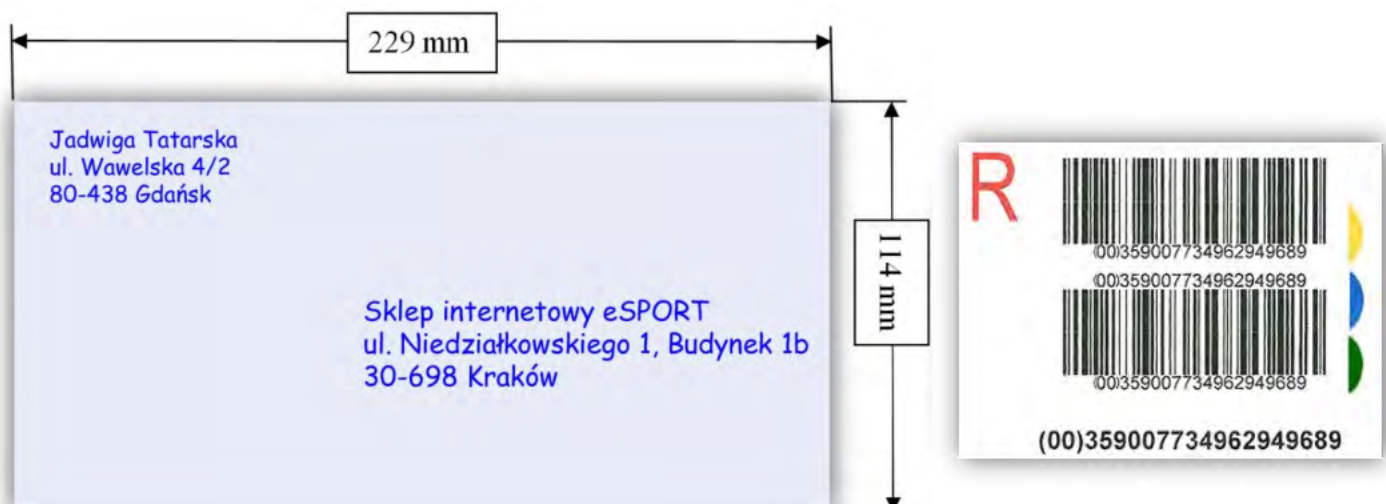 229 mm
Jadwiga Tatarska
ul. Wawelska 4/2
80-438 Gdańsk
Sklep internetowy eSPORT
ul. Niedziałkowskiego 1, Budynek 1b
30-698 Kraków
114 mm
R
(00)359007734962949689
(00)359007734962949689
(00)359007734962949689
(00)359007734962949689